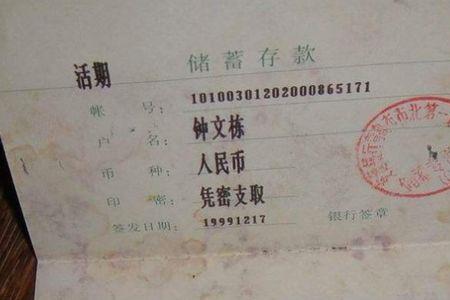 活期 储蓄存款
帐号: 10100301202000865171
户名: 钟文栋
币种: 人民币
印密: 凭密支取
签发日期: 19991217 银行签章